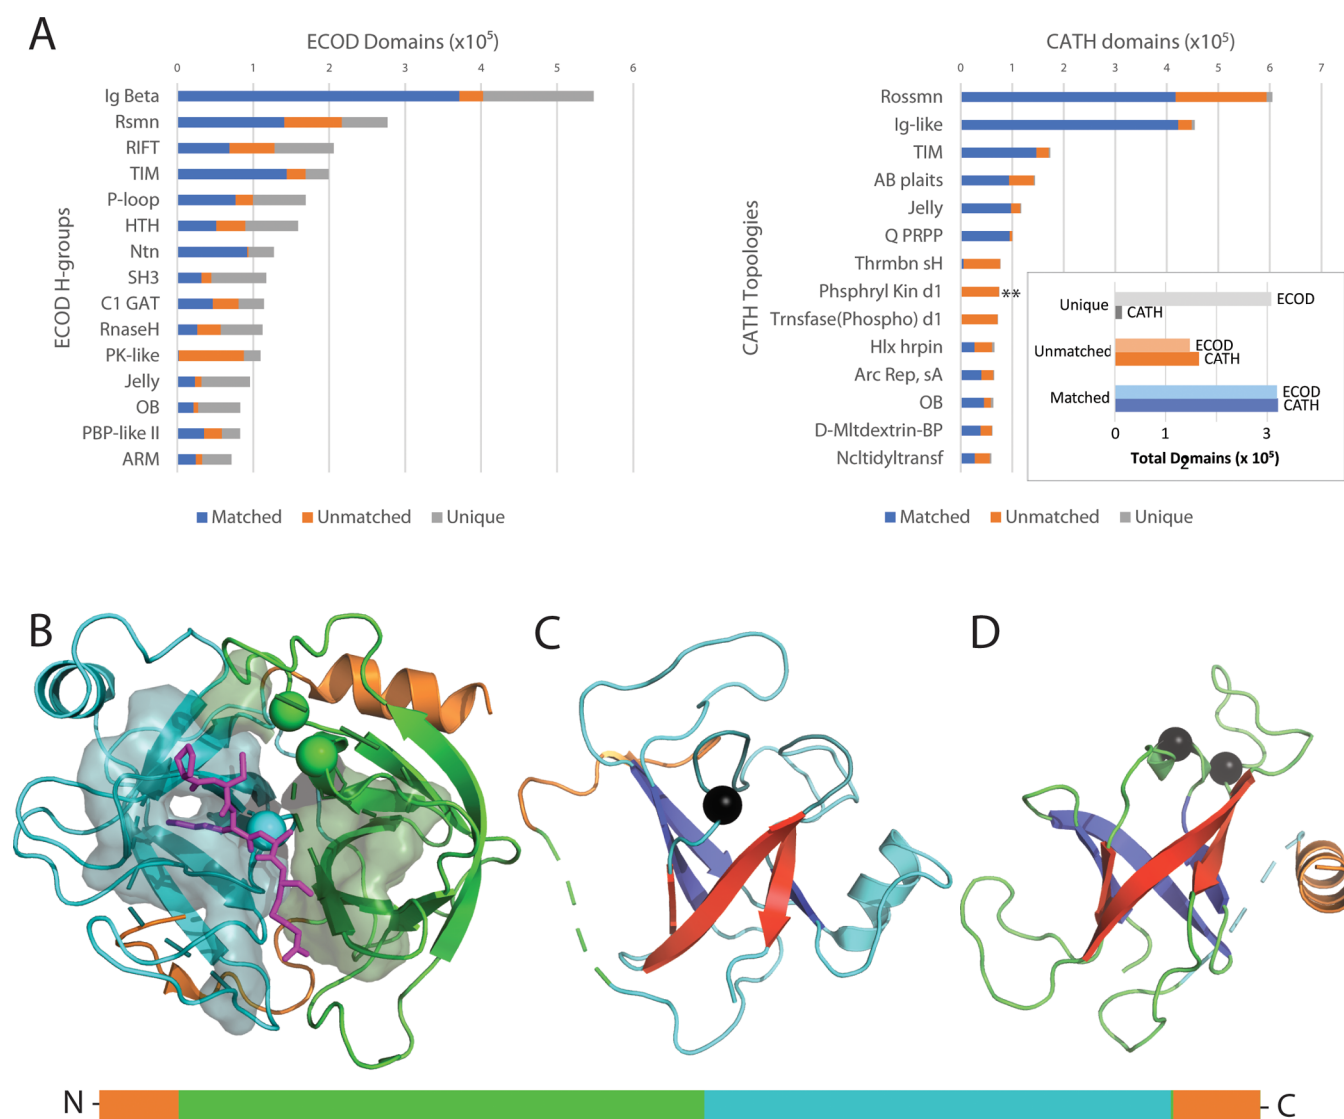 A
ECOD Domains (x10⁵)
0 1 2 3 4 5 6
ECOD H-groups
Ig Beta
Rsmn
RIFT
TIM
P-loop
HTH
Ntn
SH3
C1 GAT
RnaseH
PK-like
Jelly
OB
PBP-like II
ARM
Matched Unmatched Unique
CATH domains (x10⁵)
0 1 2 3 4 5 6 7
CATH Topologies
Rossmn
Ig-like
TIM
AB plaits
Jelly
Q PRPP
Thrmbn sH
Phsphryl Kin d1 **
Trnsfase(Phospho) d1
Hlx hrpin
Arc Rep, sA
OB
D-Mltdextrin-BP
Ncltidyltransf
Unique ECOD
CATH
Unmatched ECOD
CATH
Matched ECOD
CATH
0 1 2 3
Total Domains (x 10⁵)
Matched Unmatched Unique
B
C
D
N
C